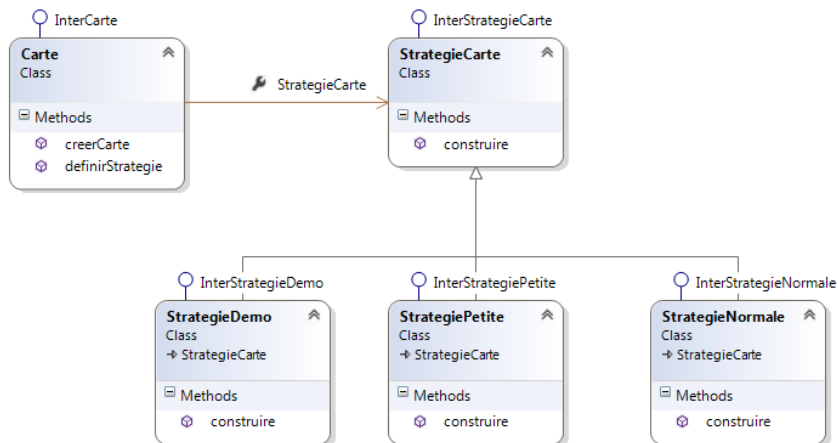 InterCarte
Carte
Class
Methods
creerCarte
definirStrategie
StrategieCarte
InterStrategieCarte
StrategieCarte
Class
Methods
construire
InterStrategieDemo
StrategieDemo
Class
StrategieCarte
Methods
construire
InterStrategiePetite
StrategiePetite
Class
StrategieCarte
Methods
construire
InterStrategieNormale
StrategieNormale
Class
StrategieCarte
Methods
construire